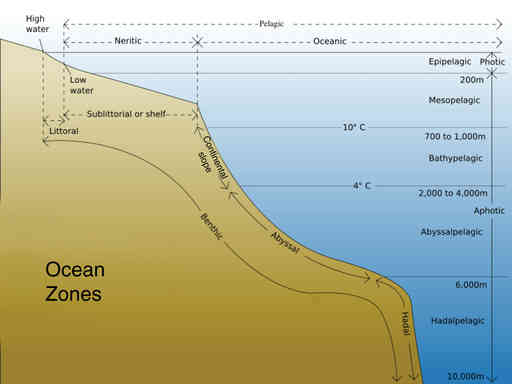 High
water
Pelagic
Neritic
Oceanic
Epipelagic
Photic
200m
Low
water
Mesopelagic
Sublittorial or shelf
Littoral
10° C
700 to 1,000m
Continental
slope
Bathypelagic
4° C
2,000 to 4,000m
Aphotic
Benthic
Abyssal
Abyssalpelagic
Ocean
Zones
6.000m
Hadal
Hadalpelagic
10,000m